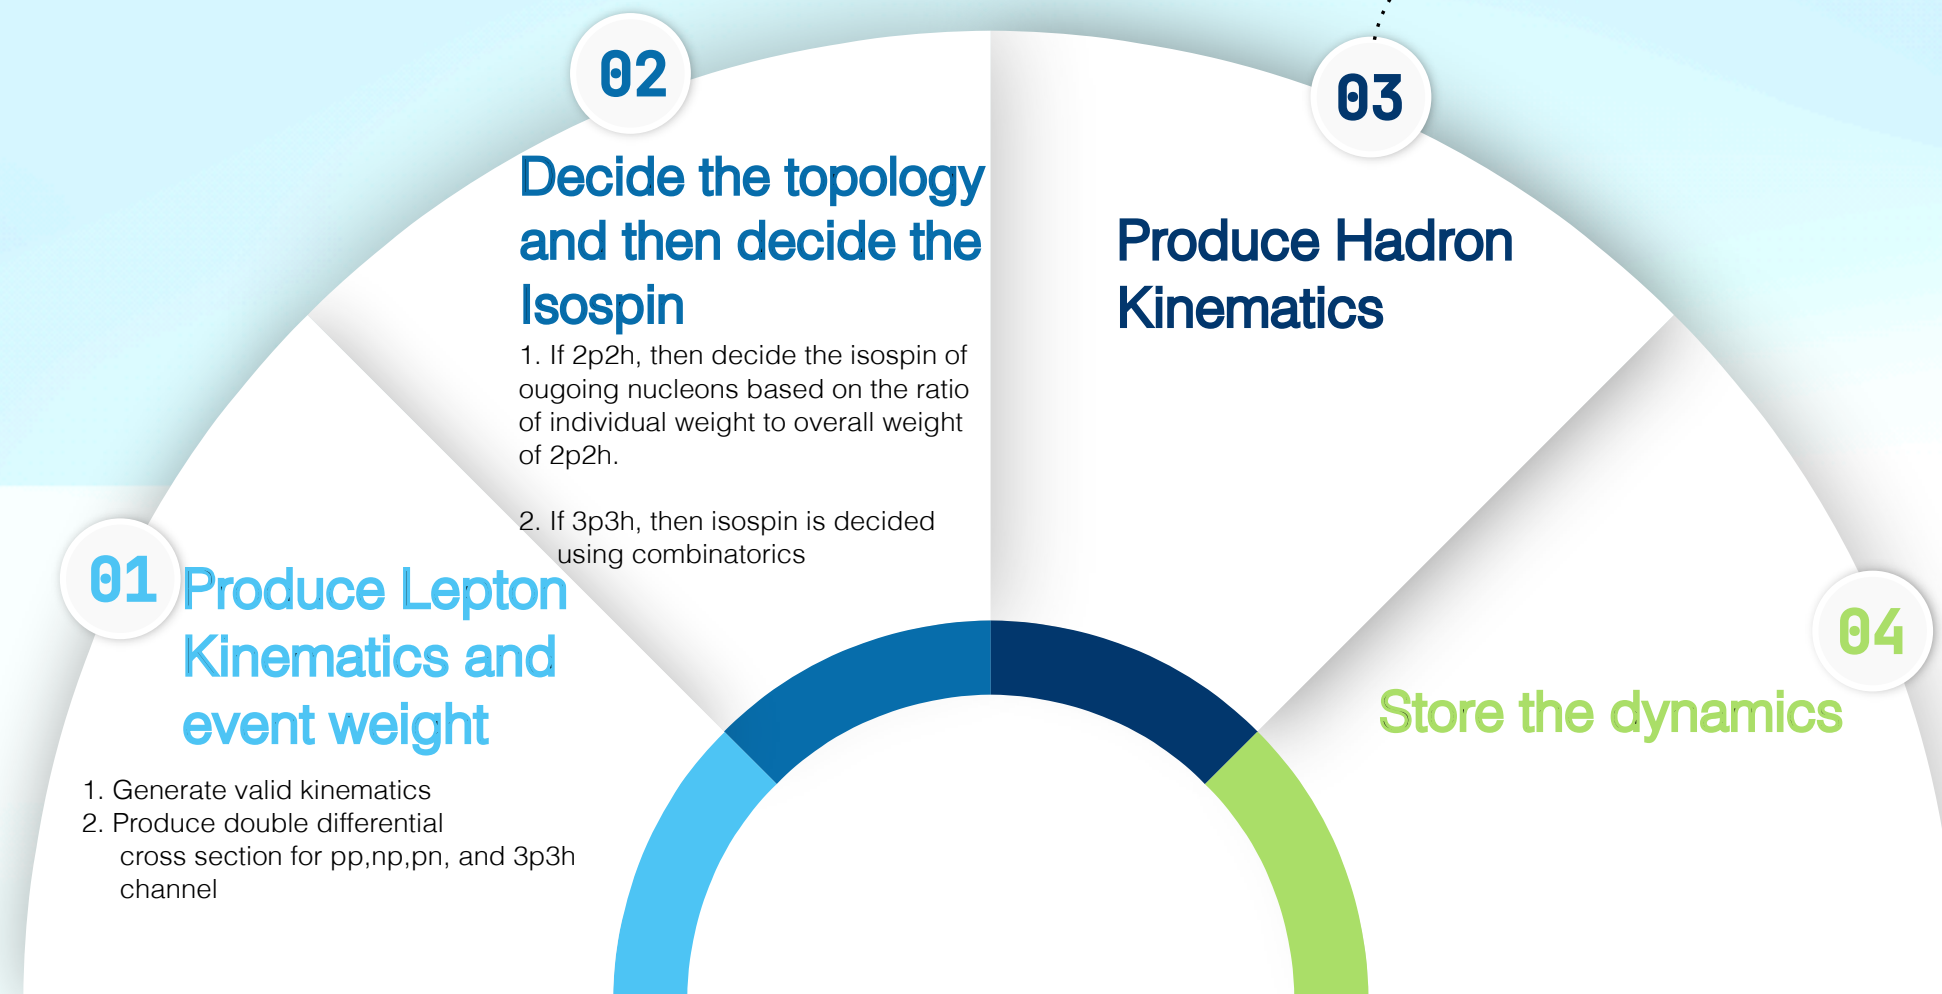 01
Produce Lepton
Kinematics and
event weight
1. Generate valid kinematics
2. Produce double differential
cross section for pp,np,pn, and 3p3h
channel
02
Decide the topology
and then decide the
Isospin
1. If 2p2h, then decide the isospin of
ougoing nucleons based on the ratio
of individual weight to overall weight
of 2p2h.
2. If 3p3h, then isospin is decided
using combinatorics
03
Produce Hadron
Kinematics
04
Store the dynamics